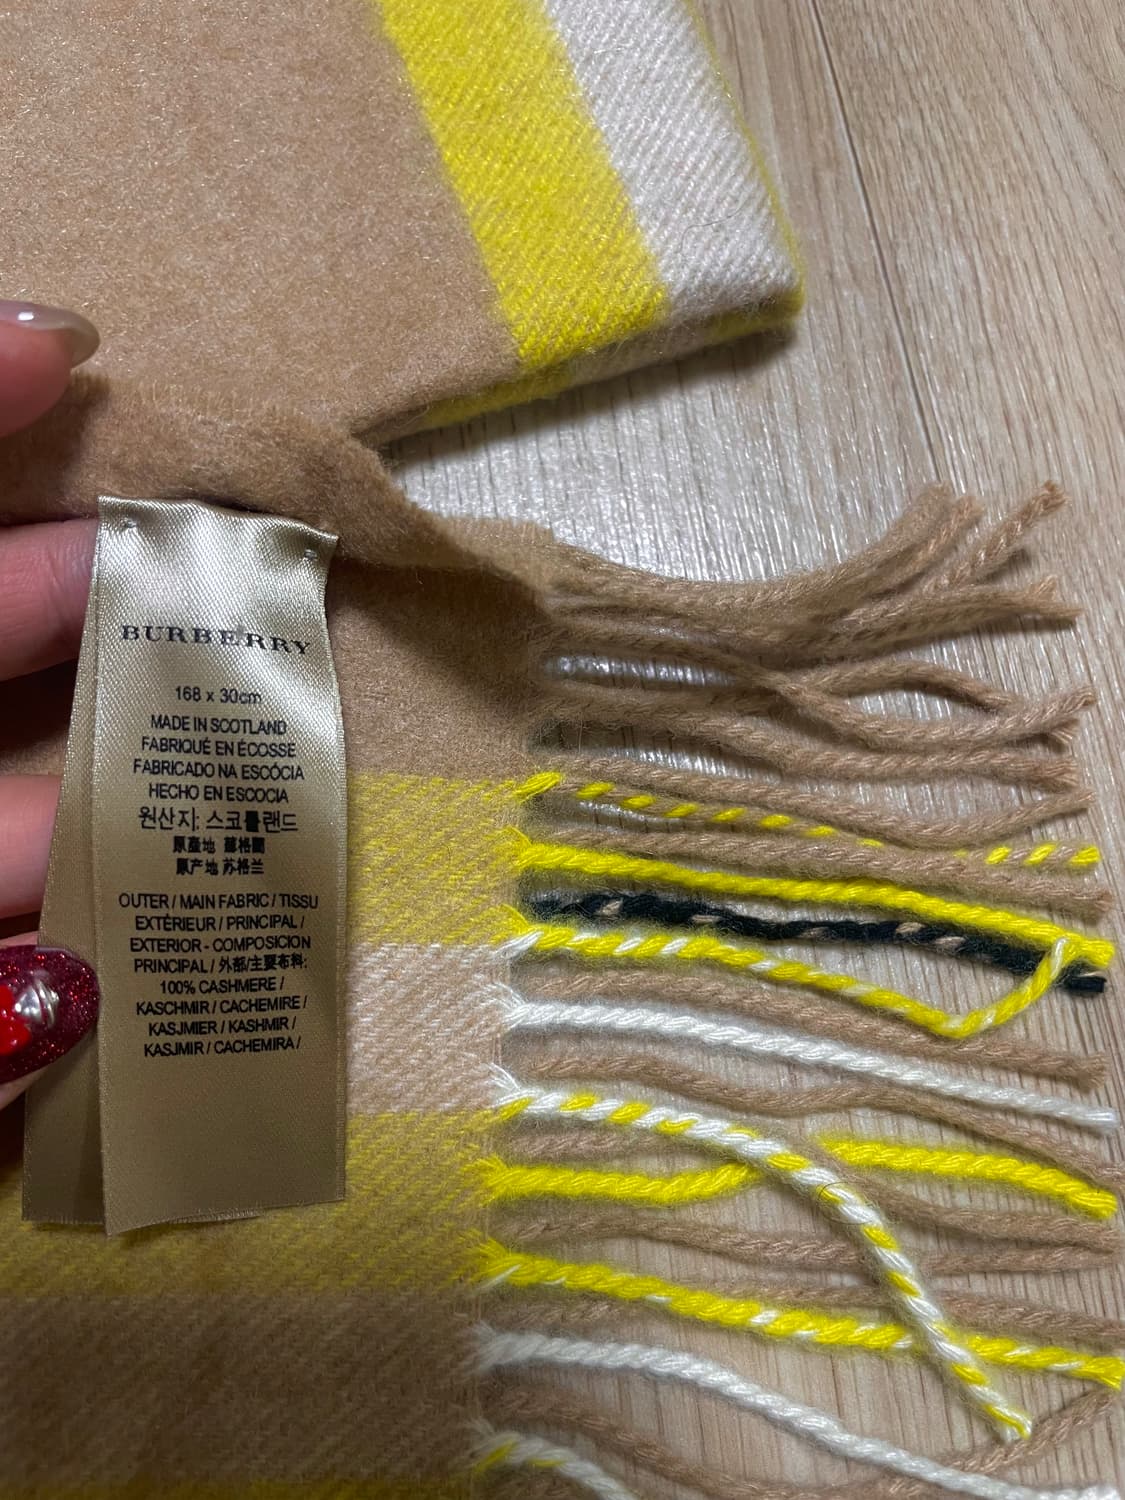 BURBERRY
168 x 30cm
MADE IN SCOTLAND
FABRIQUÉ EN ÉCOSSE
FABRICADO NA ESCÓCIA
HECHO EN ESCOCIA
원산지: 스코틀랜드
原產地 蘇格蘭
原产地 苏格兰
OUTER / MAIN FABRIC / TISSU
EXTÉRIEUR / PRINCIPAL /
EXTERIOR - COMPOSICION
PRINCIPAL / 外部/主要布料:
100% CASHMERE /
KASCHMIR / CACHEMIRE /
KASJMIER / KASHMIR /
KASJMIR / CACHEMIRA /